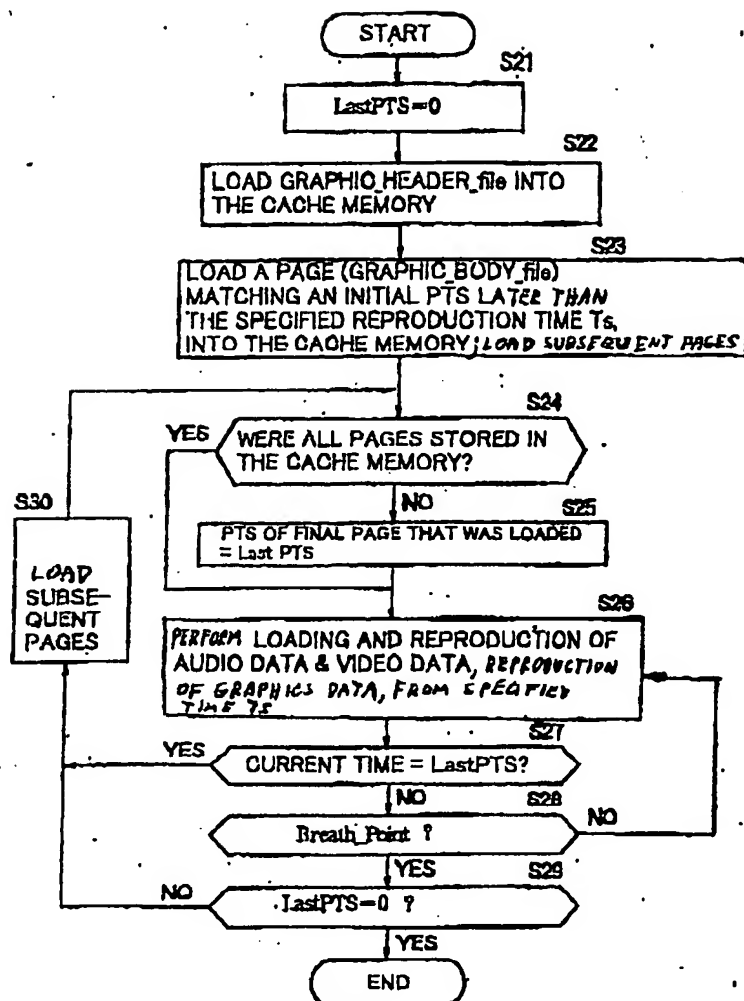 START
S21
LastPTS=0
S22
LOAD GRAPHIC_HEADER_file INTO
THE CACHE MEMORY
S23
LOAD A PAGE (GRAPHIC_BODY_file)
MATCHING AN INITIAL PTS LATER THAN
THE SPECIFIED REPRODUCTION TIME Ts,
INTO THE CACHE MEMORY; LOAD SUBSEQUENT PAGES
S24
YES
WERE ALL PAGES STORED IN
THE CACHE MEMORY?
S30
NO
S25
PTS OF FINAL PAGE THAT WAS LOADED
= Last PTS
LOAD
SUBSE-
QUENT
PAGES
S26
PERFORM LOADING AND REPRODUCTION OF
AUDIO DATA & VIDEO DATA, REPRODUCTION
OF GRAPHICS DATA, FROM SPECIFIED
TIME TS
S27
YES
CURRENT TIME = LastPTS?
NO
S28
NO
Breath_Point ?
YES
S29
NO
LastPTS=0 ?
YES
END